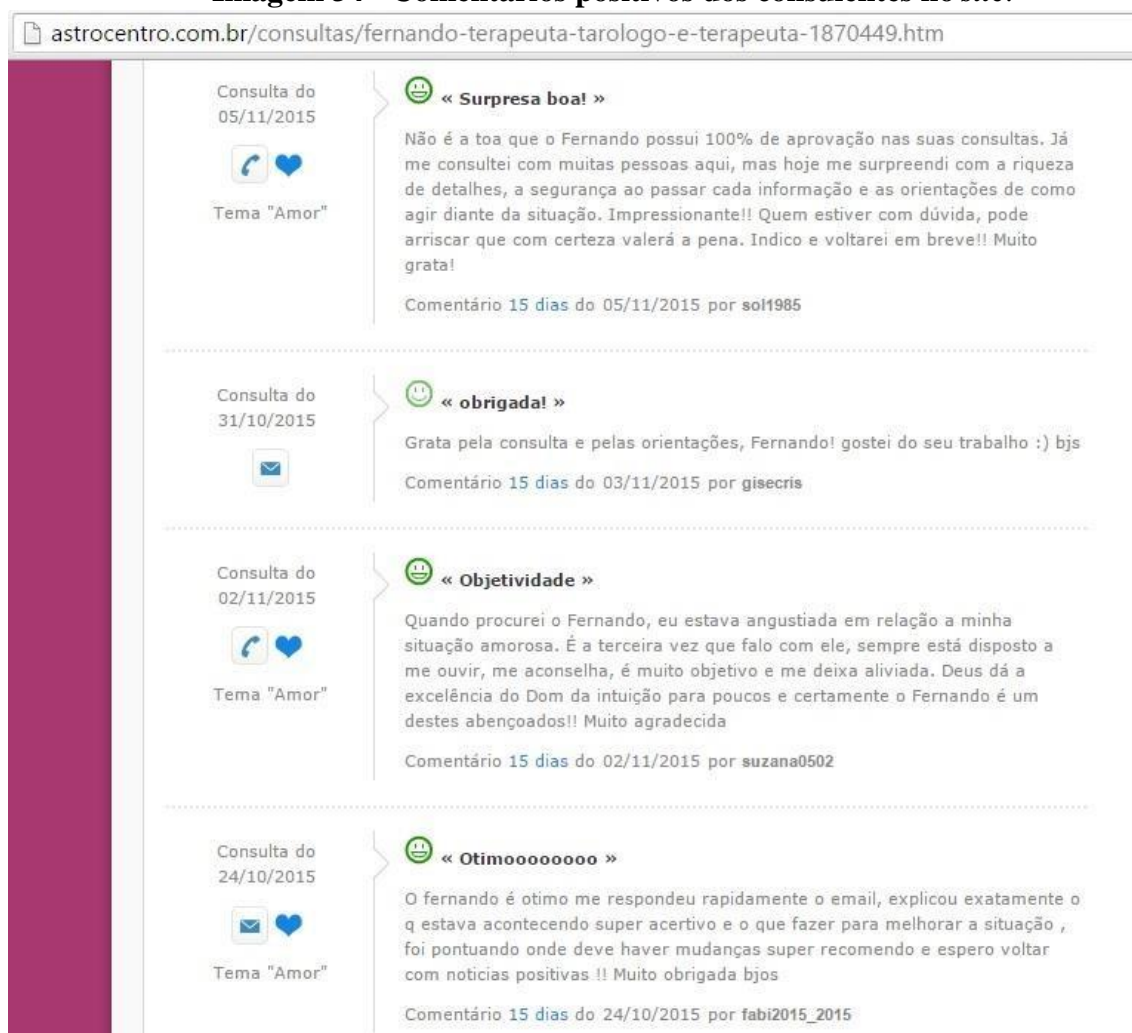 Imagem 34 - Comentários positivos dos consulentes no site.
astrocentro.com.br/consultas/fernando-terapeuta-tarologo-e-terapeuta-1870449.htm
Consulta do
05/11/2015
Tema "Amor"
« Surpresa boa! »
Não é a toa que o Fernando possui 100% de aprovação nas suas consultas. Já
me consultei com muitas pessoas aqui, mas hoje me surpreendi com a riqueza
de detalhes, a segurança ao passar cada informação e as orientações de como
agir diante da situação. Impressionante!! Quem estiver com dúvida, pode
arriscar que com certeza valerá a pena. Indico e voltarei em breve!! Muito
grata!
Comentário 15 dias do 05/11/2015 por sol1985
Consulta do
31/10/2015
« obrigada! »
Grata pela consulta e pelas orientações, Fernando! gostei do seu trabalho :) bjs
Comentário 15 dias do 03/11/2015 por gisecris
Consulta do
02/11/2015
Tema "Amor"
« Objetividade »
Quando procurei o Fernando, eu estava angustiada em relação a minha
situação amorosa. É a terceira vez que falo com ele, sempre está disposto a
me ouvir, me aconselha, é muito objetivo e me deixa aliviada. Deus dá a
excelência do Dom da intuição para poucos e certamente o Fernando é um
destes abençoados!! Muito agradecida
Comentário 15 dias do 02/11/2015 por suzana0502
Consulta do
24/10/2015
Tema "Amor"
« Otimoooooooo »
O fernando é otimo me respondeu rapidamente o email, explicou exatamente o
q estava acontecendo super acertivo e o que fazer para melhorar a situação ,
foi pontuando onde deve haver mudanças super recomendo e espero voltar
com noticias positivas !! Muito obrigada bjos
Comentário 15 dias do 24/10/2015 por fabi2015_2015